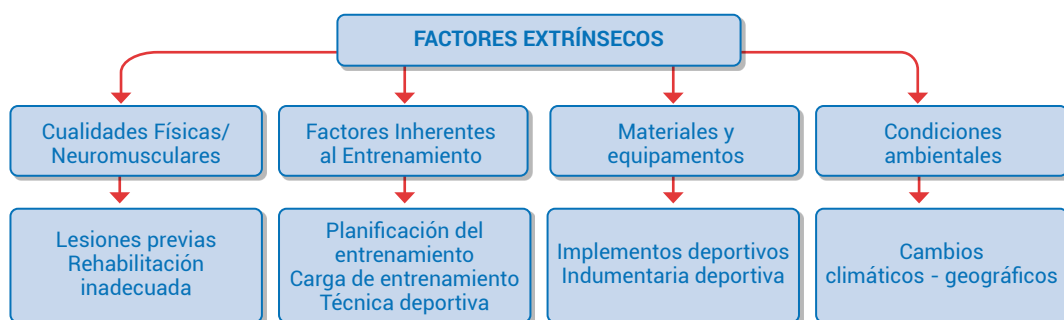 FACTORES EXTRÍNSECOS
Cualidades Físicas/
Neuromusculares
Factores Inherentes
al Entrenamiento
Materiales y
equipamentos
Condiciones
ambientales
Lesiones previas
Rehabilitación
inadecuada
Planificación del
entrenamiento
Carga de entrenamiento
Técnica deportiva
Implementos deportivos
Indumentaria deportiva
Cambios
climáticos - geográficos